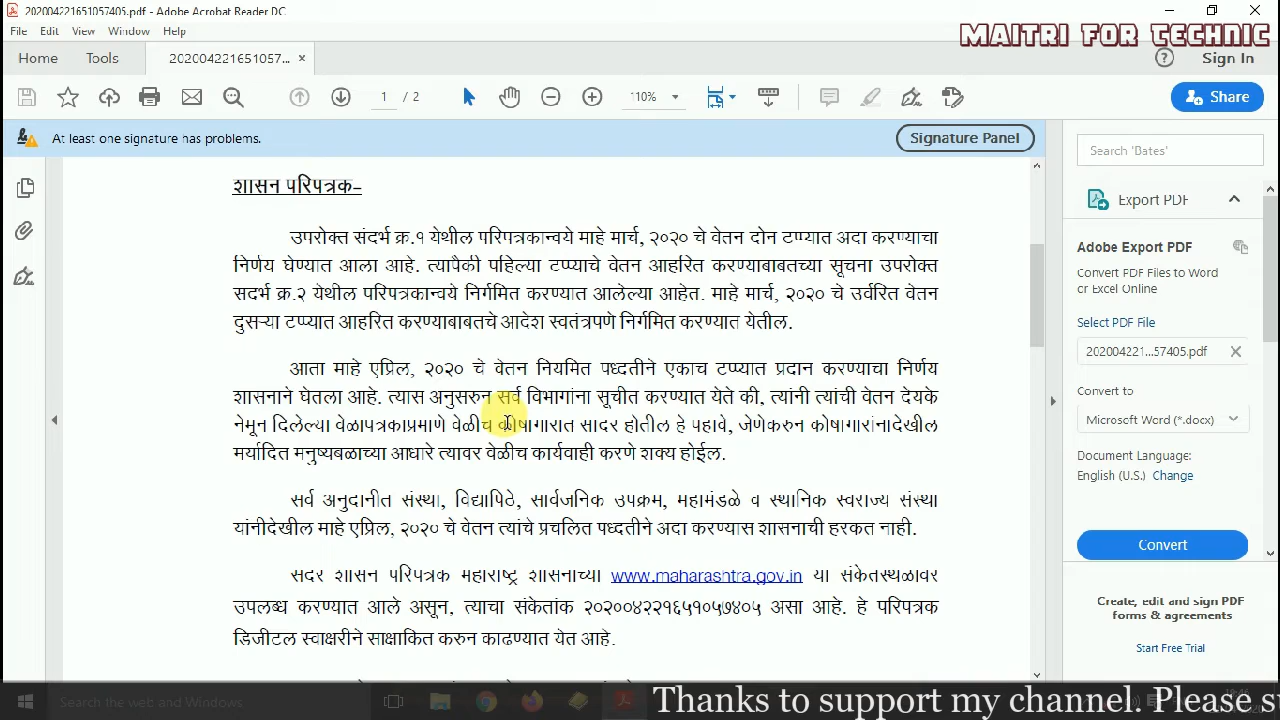 202004221651057405.pdf - Adobe Acrobat Reader DC
File Edit View Window Help
MAITRI FOR TECHNIC
Home Tools 202004221651057... × ? Sign In
1 / 2 110% Share
At least one signature has problems. Signature Panel
शासन परिपत्रक-
उपरोक्त संदर्भ क्र.१ येथील परिपत्रकान्वये माहे मार्च, २०२० चे वेतन दोन टप्प्यात अदा करण्याचा
निर्णय घेण्यात आला आहे. त्यापैकी पहिल्या टप्प्याचे वेतन आहरित करण्याबाबतच्या सूचना उपरोक्त
सदर्भ क्र.२ येथील परिपत्रकान्वये निर्गमित करण्यात आलेल्या आहेत. माहे मार्च, २०२० चे उर्वरित वेतन
दुसऱ्या टप्प्यात आहरित करण्याबाबतचे आदेश स्वतंत्रपणे निर्गमित करण्यात येतील.
आता माहे एप्रिल, २०२० चे वेतन नियमित पध्दतीने एकाच टप्प्यात प्रदान करण्याचा निर्णय
शासनाने घेतला आहे. त्यास अनुसरुन सर्व विभागांना सूचीत करण्यात येते की, त्यांनी त्यांची वेतन देयके
नेमून दिलेल्या वेळापत्रकाप्रमाणे वेळीच कोषागारात सादर होतील हे पहावे, जेणेकरुन कोषागारांनादेखील
मर्यादित मनुष्यबळाच्या आधारे त्यावर वेळीच कार्यवाही करणे शक्य होईल.
सर्व अनुदानीत संस्था, विद्यापिठे, सार्वजनिक उपक्रम, महामंडळे व स्थानिक स्वराज्य संस्था
यांनीदेखील माहे एप्रिल, २०२० चे वेतन त्यांचे प्रचलित पध्दतीने अदा करण्यास शासनाची हरकत नाही.
सदर शासन परिपत्रक महाराष्ट्र शासनाच्या www.maharashtra.gov.in या संकेतस्थळावर
उपलब्ध करण्यात आले असून, त्याचा संकेतांक २०२००४२२१६५१०५७४०५ असा आहे. हे परिपत्रक
डिजीटल स्वाक्षरीने साक्षाकित करुन काढण्यात येत आहे.
Search 'Dates'
Export PDF
Adobe Export PDF
Convert PDF Files to Word
or Excel Online
Select PDF File
202004221...57405.pdf ×
Convert to
Microsoft Word (*.docx)
Document Language:
English (U.S.) Change
Convert
Create, edit and sign PDF
forms & agreements
Start Free Trial
Search the web and Windows
Thanks to support my channel. Please s